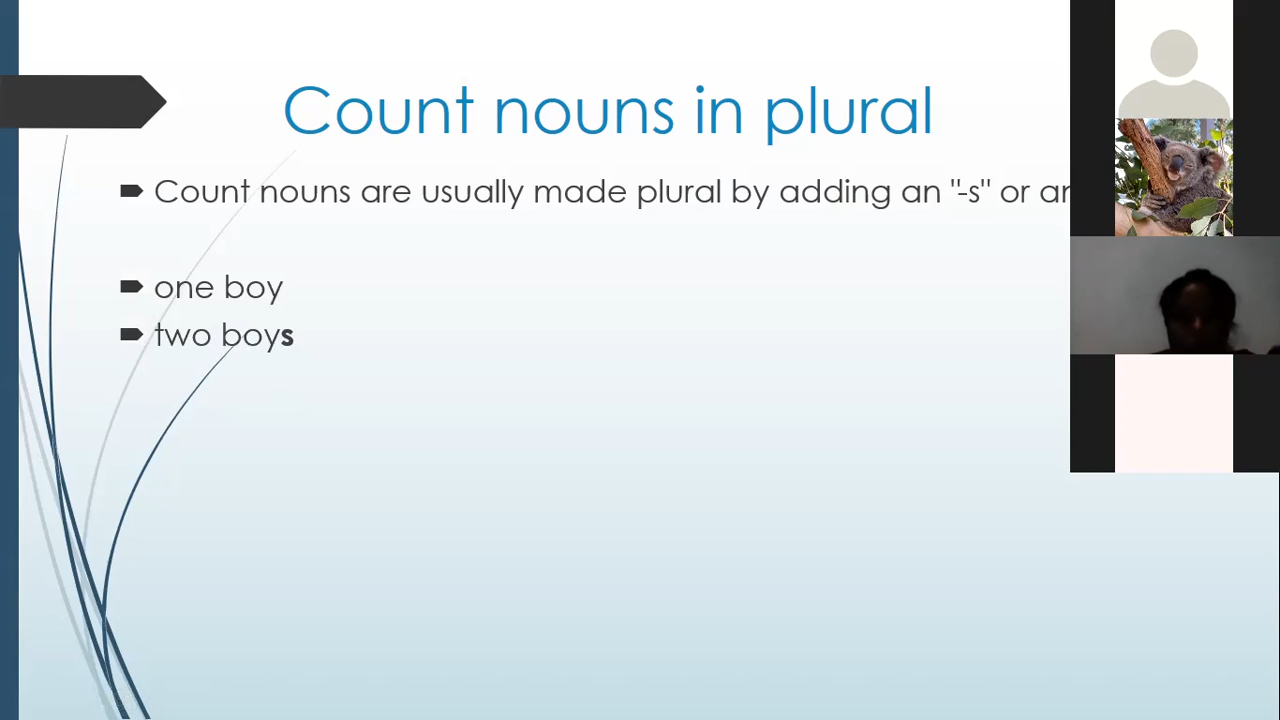 Count nouns in plural
Count nouns are usually made plural by adding an "-s" or
one boy
two boys